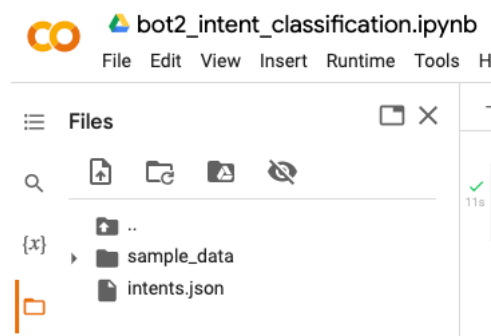 CO
bot2_intent_classification.ipynb
File Edit View Insert Runtime Tools H
Files
..
{x}
sample_data
intents.json
11s